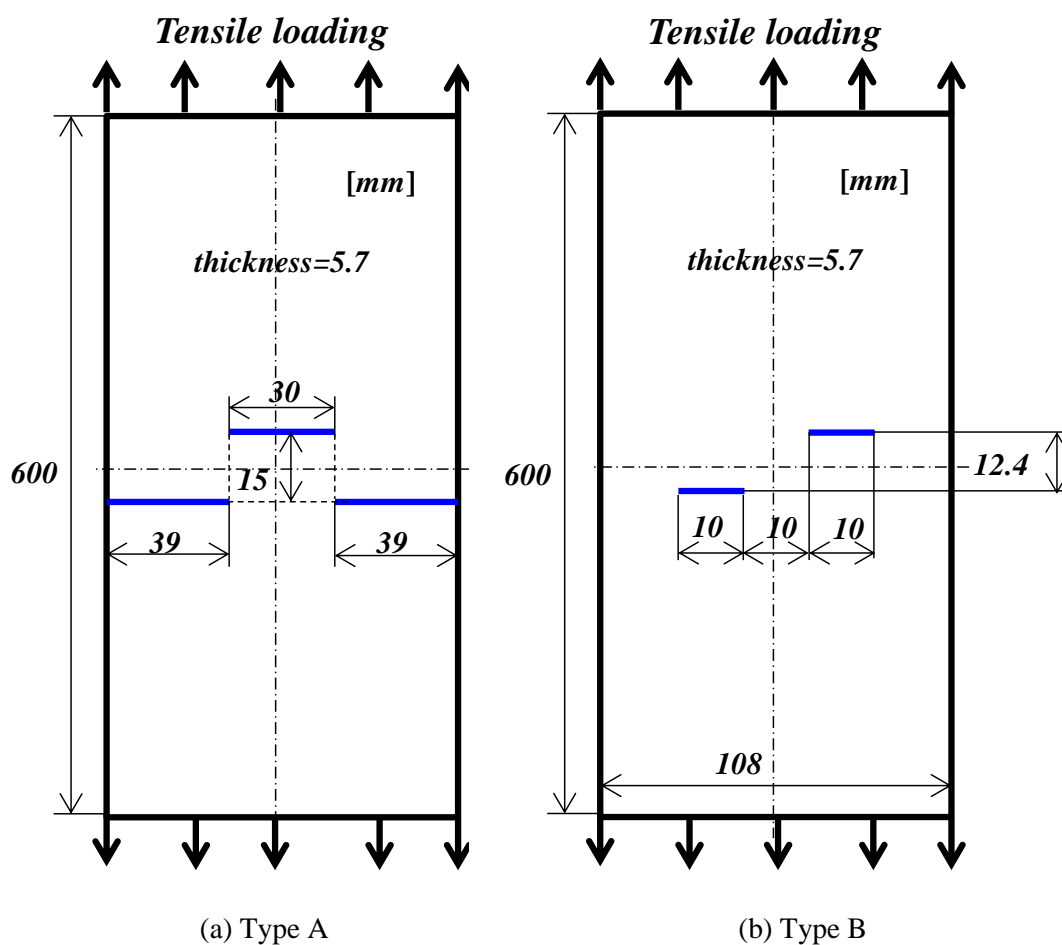 Tensile loading
[mm]
thickness=5.7
30
600
15
39
39
(a) Type A
Tensile loading
[mm]
thickness=5.7
600
12.4
10
10
10
108
(b) Type B